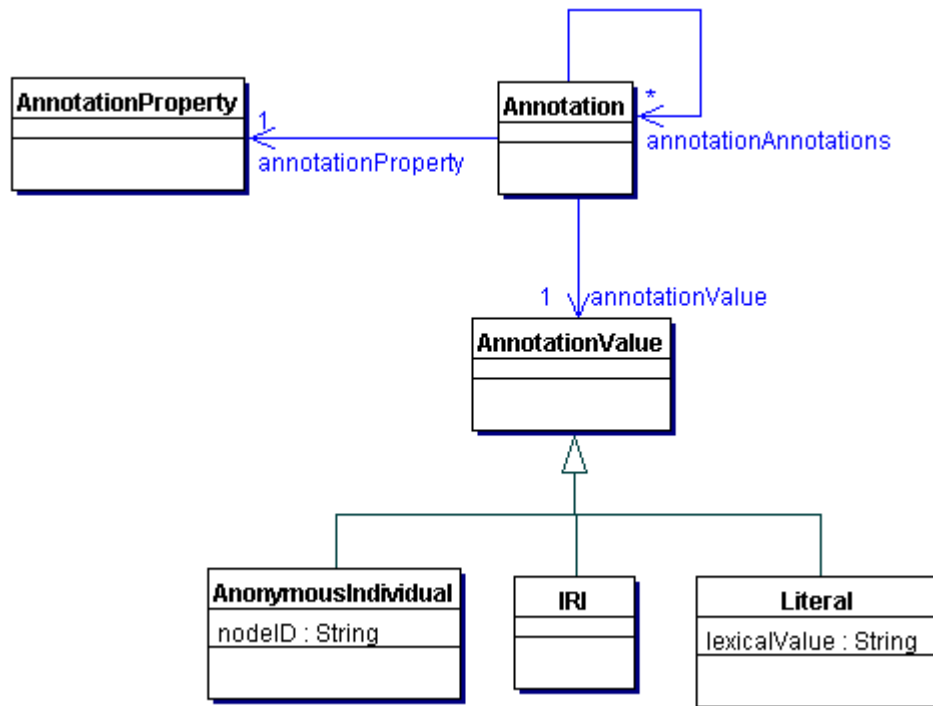 AnnotationProperty
Annotation
1
*
annotationProperty
annotationAnnotations
1
annotationValue
AnnotationValue
AnonymousIndividual
nodeID : String
IRI
Literal
lexicalValue : String